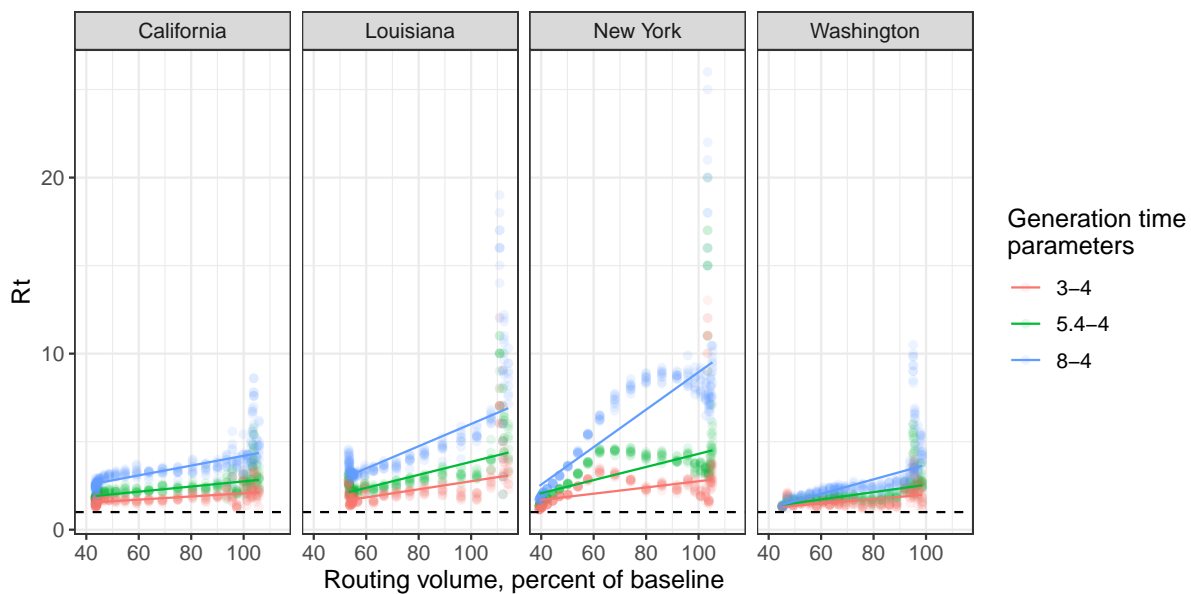 California Louisiana New York Washington
20
10
0
Rt
40 60 80 100 40 60 80 100 40 60 80 100 40 60 80 100
Routing volume, percent of baseline
Generation time
parameters
3−4
5.4−4
8−4